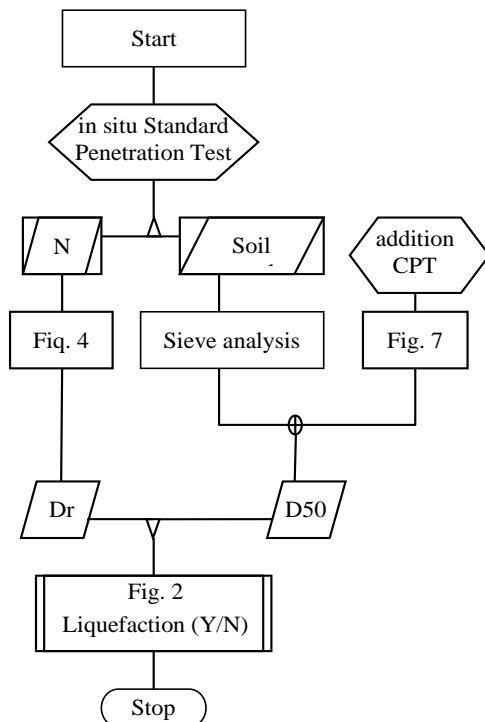 Start
in situ Standard
Penetration Test
N
Soil
addition
CPT
Fiq. 4
Sieve analysis
Fig. 7
Dr
D50
Fig. 2
Liquefaction (Y/N)
Stop